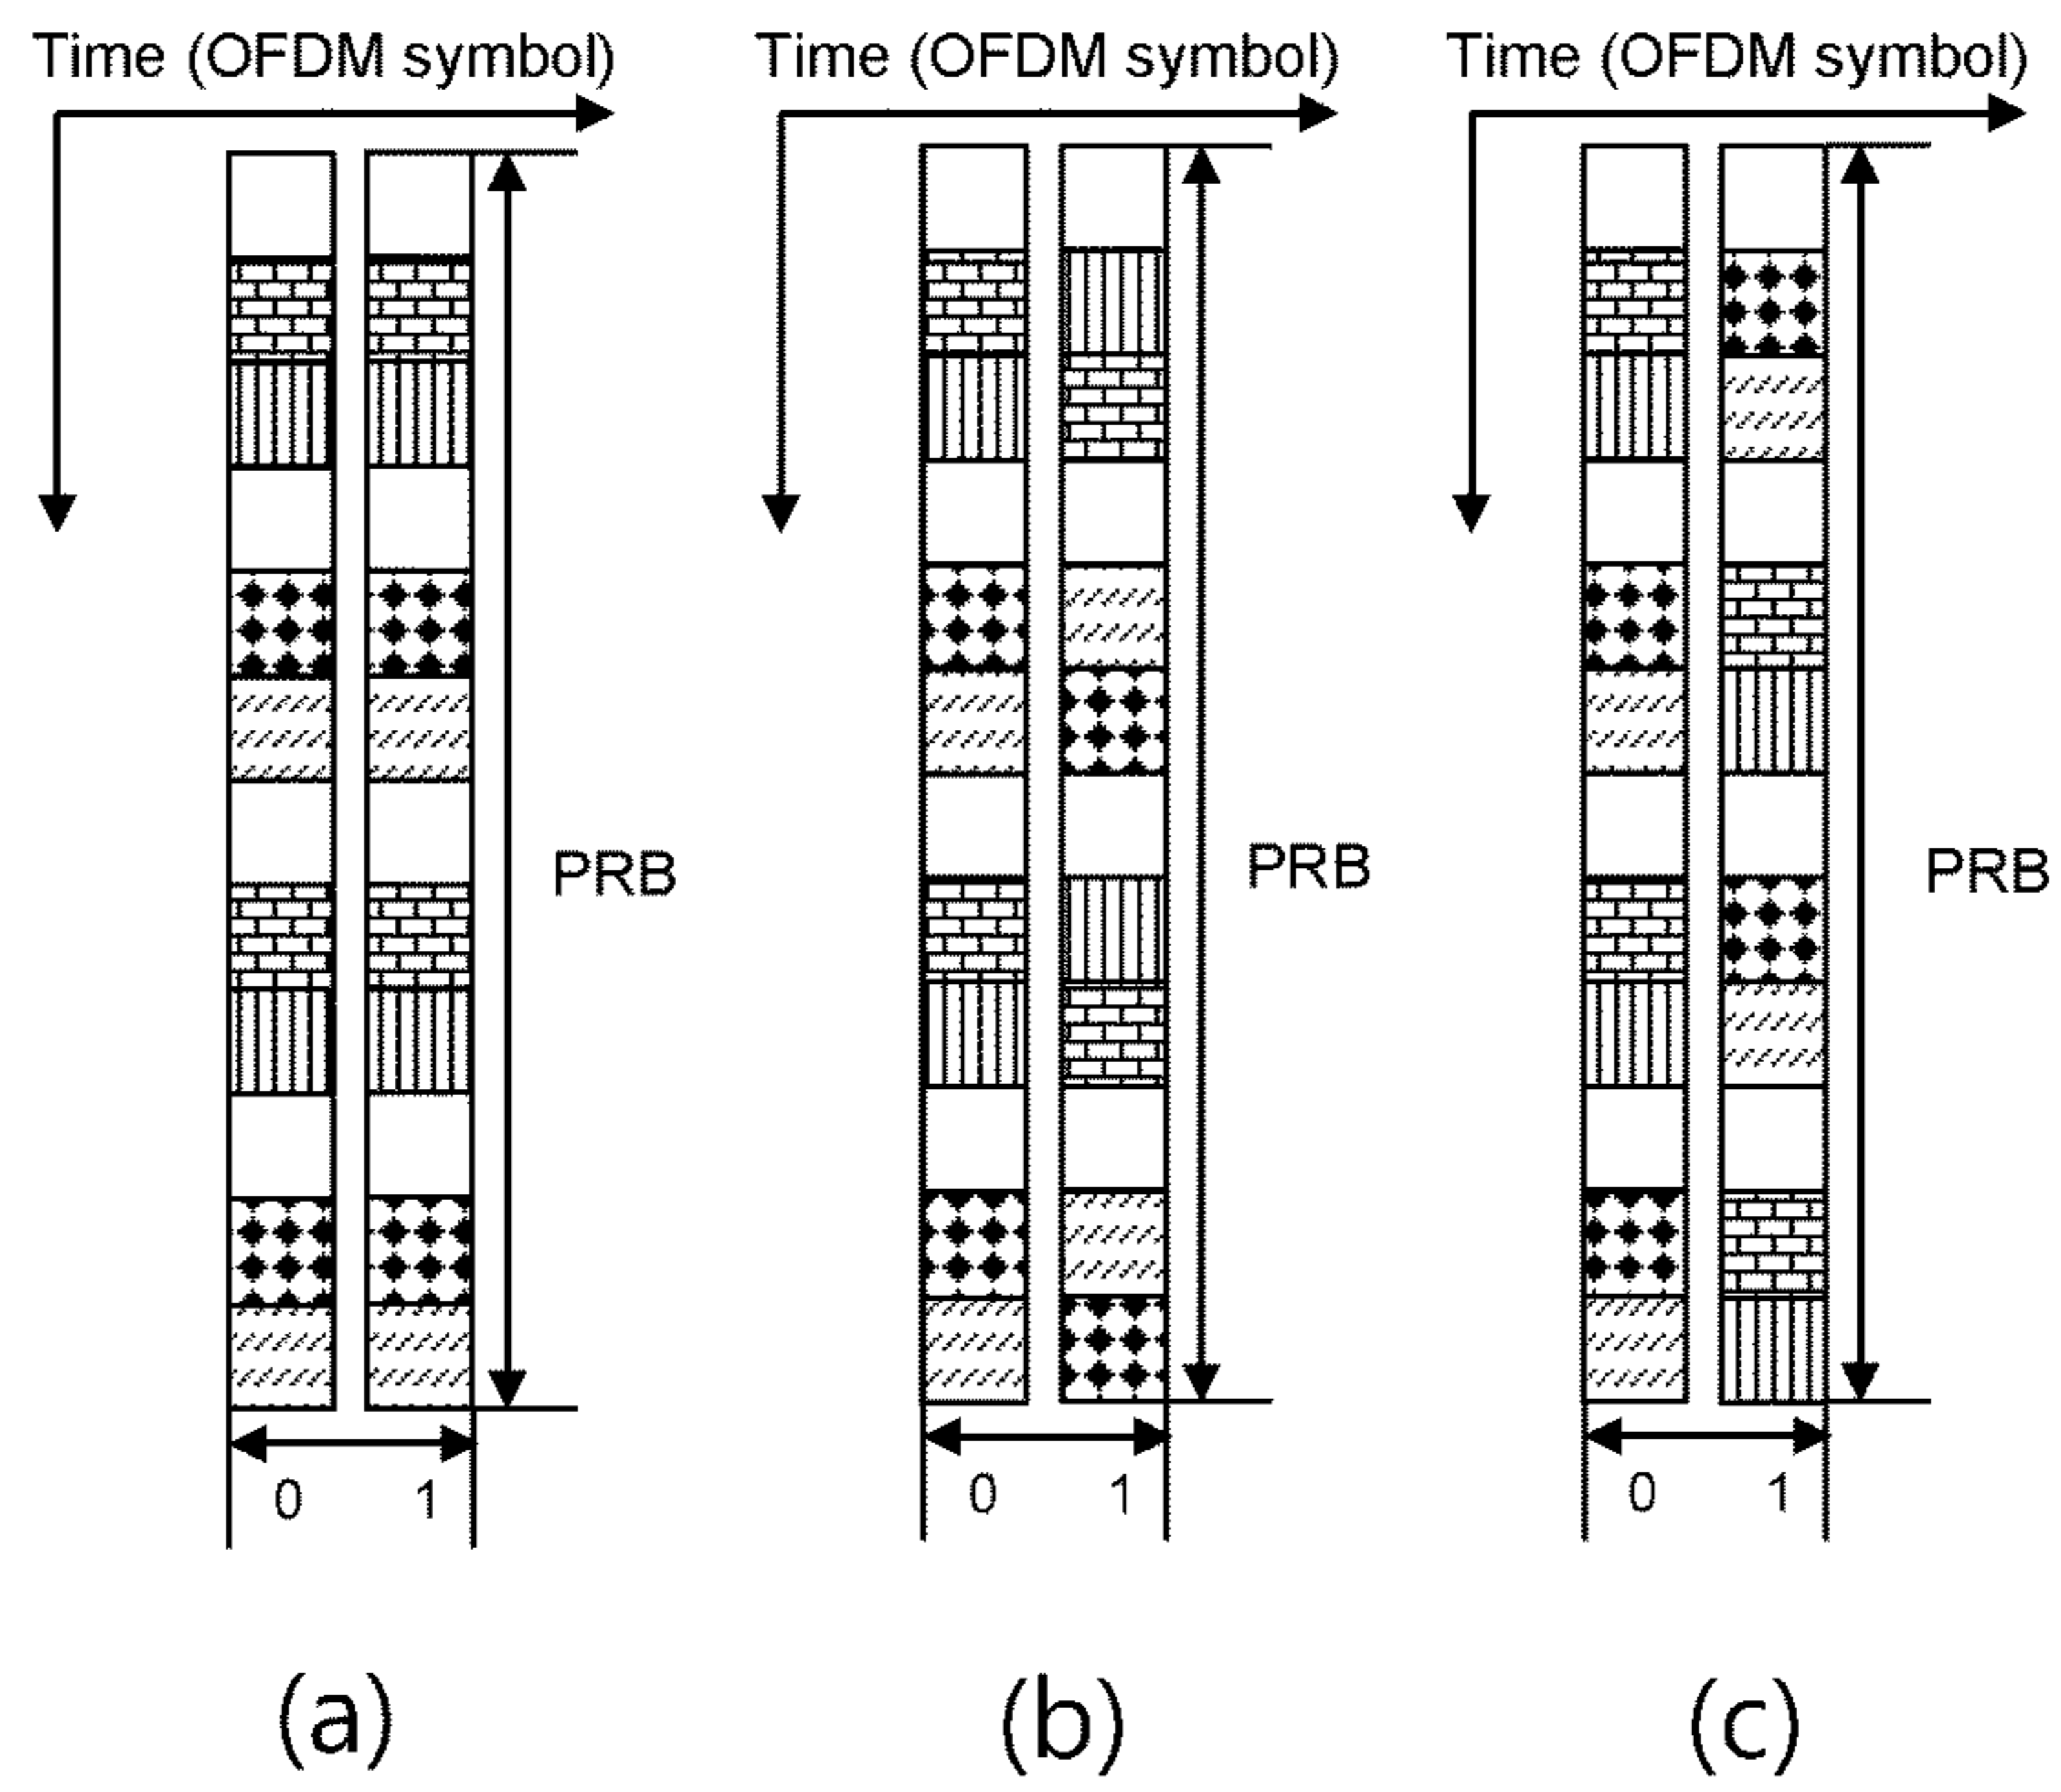 Time (OFDM symbol) Time (OFDM symbol) Time (OFDM symbol)
PRB PRB PRB
0 1 0 1 0 1
(a) (b) (c)